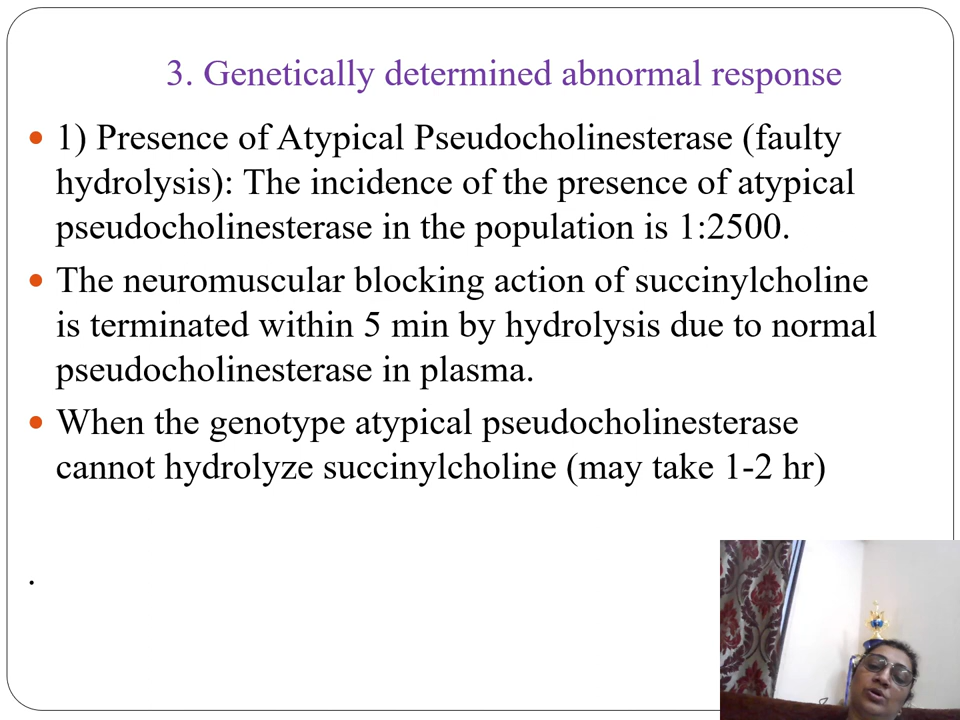 3. Genetically determined abnormal response
• 1) Presence of Atypical Pseudocholinesterase (faulty
hydrolysis): The incidence of the presence of atypical
pseudocholinesterase in the population is 1:2500.
• The neuromuscular blocking action of succinylcholine
is terminated within 5 min by hydrolysis due to normal
pseudocholinesterase in plasma.
• When the genotype atypical pseudocholinesterase
cannot hydrolyze succinylcholine (may take 1-2 hr)
.